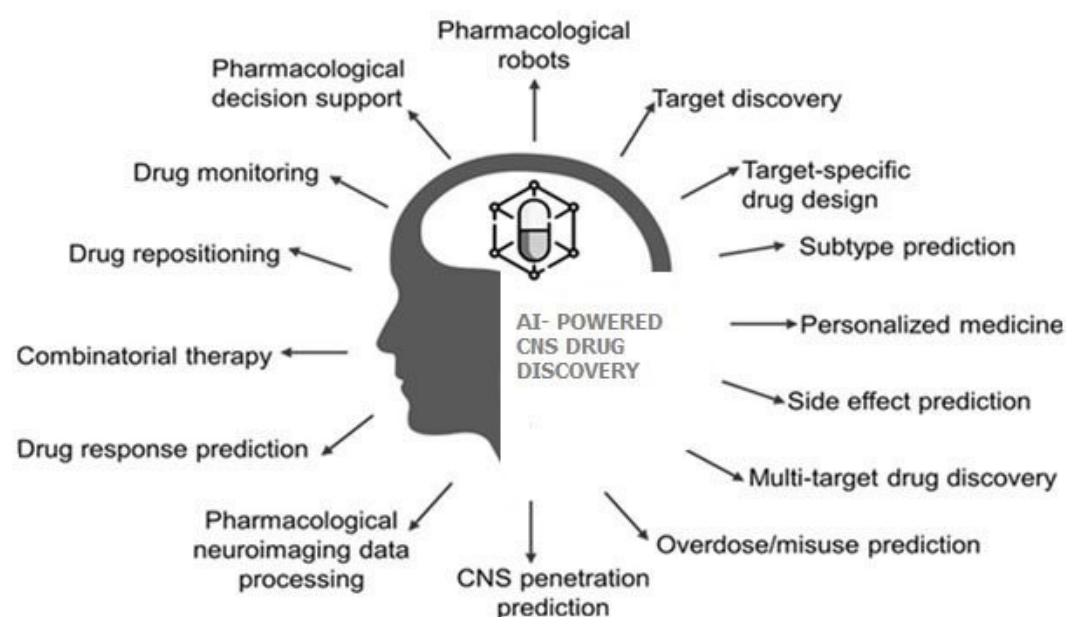 Pharmacological
robots
Pharmacological
decision support
Target discovery
Drug monitoring
Target-specific
drug design
Drug repositioning
Subtype prediction
AI- POWERED
CNS DRUG
DISCOVERY
Personalized medicine
Combinatorial therapy
Side effect prediction
Drug response prediction
Multi-target drug discovery
Pharmacological
neuroimaging data
processing
Overdose/misuse prediction
CNS penetration
prediction